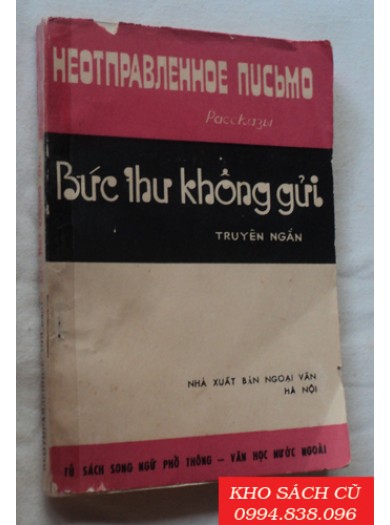 НЕОТПРАВЛЕННОЕ ПИСЬМО
Рассказы
Bức thư không gửi
TRUYỆN NGẮN
NHÀ XUẤT BẢN NGOẠI VĂN
HÀ NỘI
TỦ SÁCH SONG NGỮ PHỔ THÔNG – VĂN HỌC NƯỚC NGOÀI
KHO SÁCH CŨ
0994.838.096